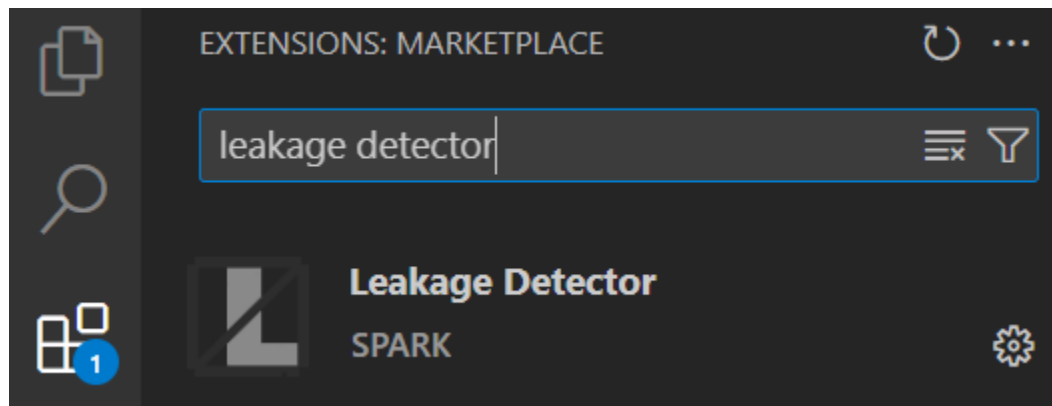 EXTENSIONS: MARKETPLACE
leakage detector
L
Leakage Detector
SPARK
1